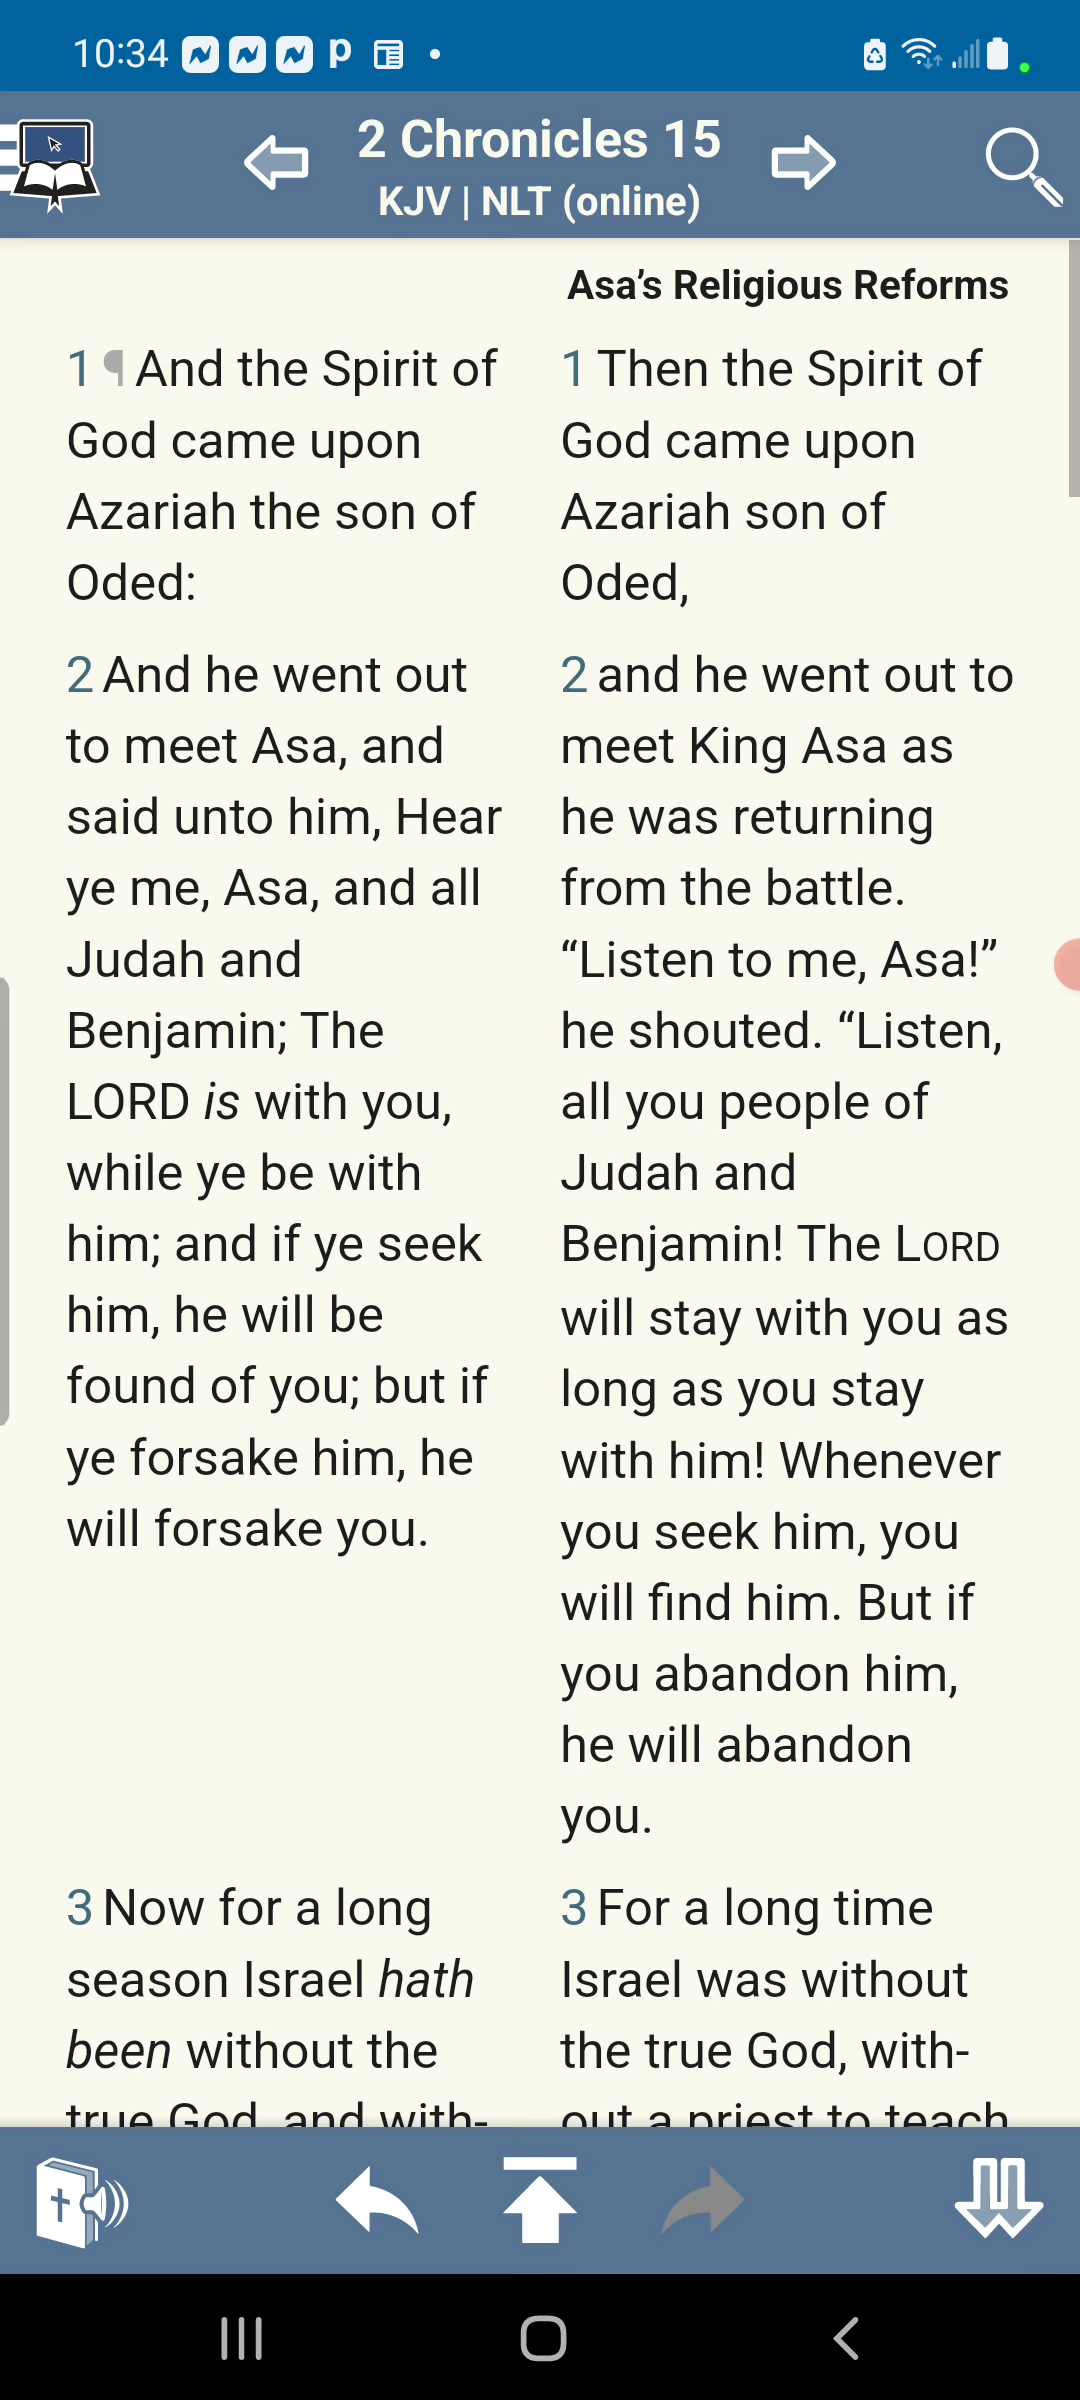 10:34
2 Chronicles 15
KJV | NLT (online)
Asa’s Religious Reforms
1 ¶ And the Spirit of
God came upon
Azariah the son of
Oded:
2 And he went out
to meet Asa, and
said unto him, Hear
ye me, Asa, and all
Judah and
Benjamin; The
LORD is with you,
while ye be with
him; and if ye seek
him, he will be
found of you; but if
ye forsake him, he
will forsake you.
3 Now for a long
season Israel hath
been without the
true God, and with-
1 Then the Spirit of
God came upon
Azariah son of
Oded,
2 and he went out to
meet King Asa as
he was returning
from the battle.
“Listen to me, Asa!”
he shouted. “Listen,
all you people of
Judah and
Benjamin! The LORD
will stay with you as
long as you stay
with him! Whenever
you seek him, you
will find him. But if
you abandon him,
he will abandon
you.
3 For a long time
Israel was without
the true God, with-
out a priest to teach